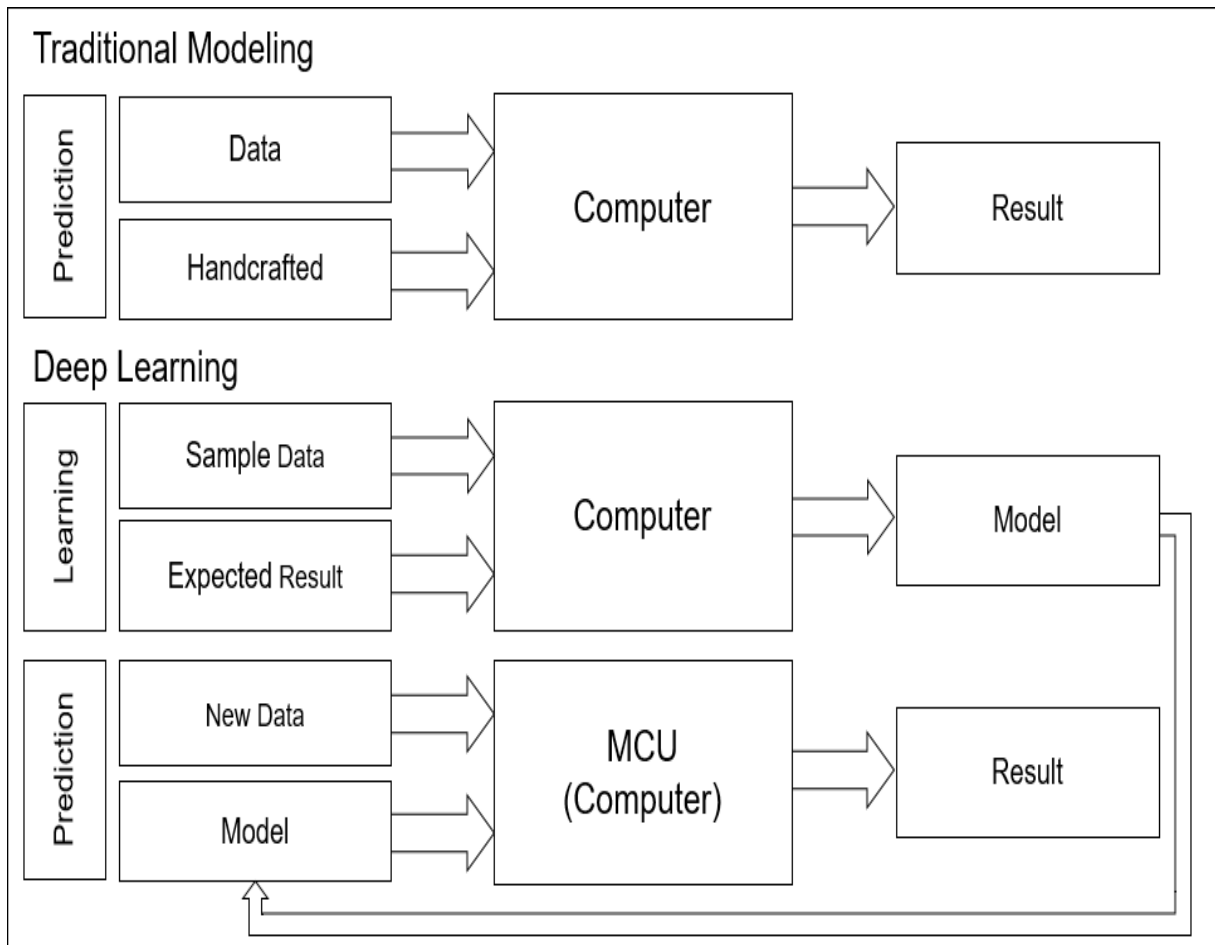 Traditional Modeling
Prediction
Data
Handcrafted
Computer
Result
Deep Learning
Learning
Sample Data
Expected Result
Computer
Model
Prediction
New Data
Model
MCU
(Computer)
Result